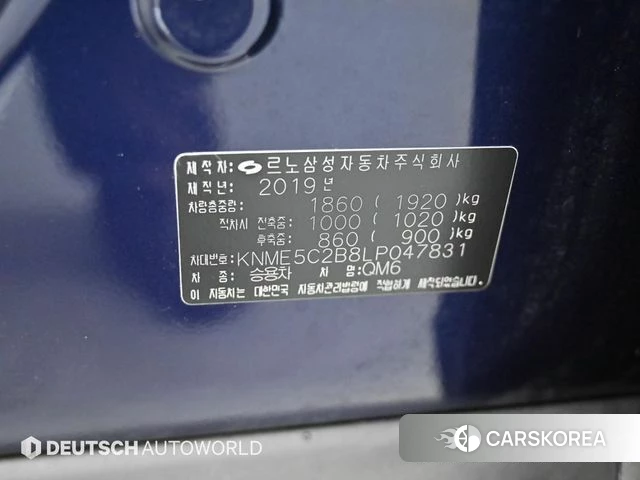 제작자: 르노삼성자동차주식회사
제작년: 2019년
차량총중량: 1860 ( 1920)kg
적차시 전축중: 1000 ( 1020)kg
후축중: 860 ( 900)kg
차대번호: KNME5C2B8LP047831
차 종: 승용차 차 명:QM6
이 자동차는 대한민국 자동차관리법령에 적합하게 제작되었습니다.
DEUTSCH AUTOWORLD
CARSKOREA